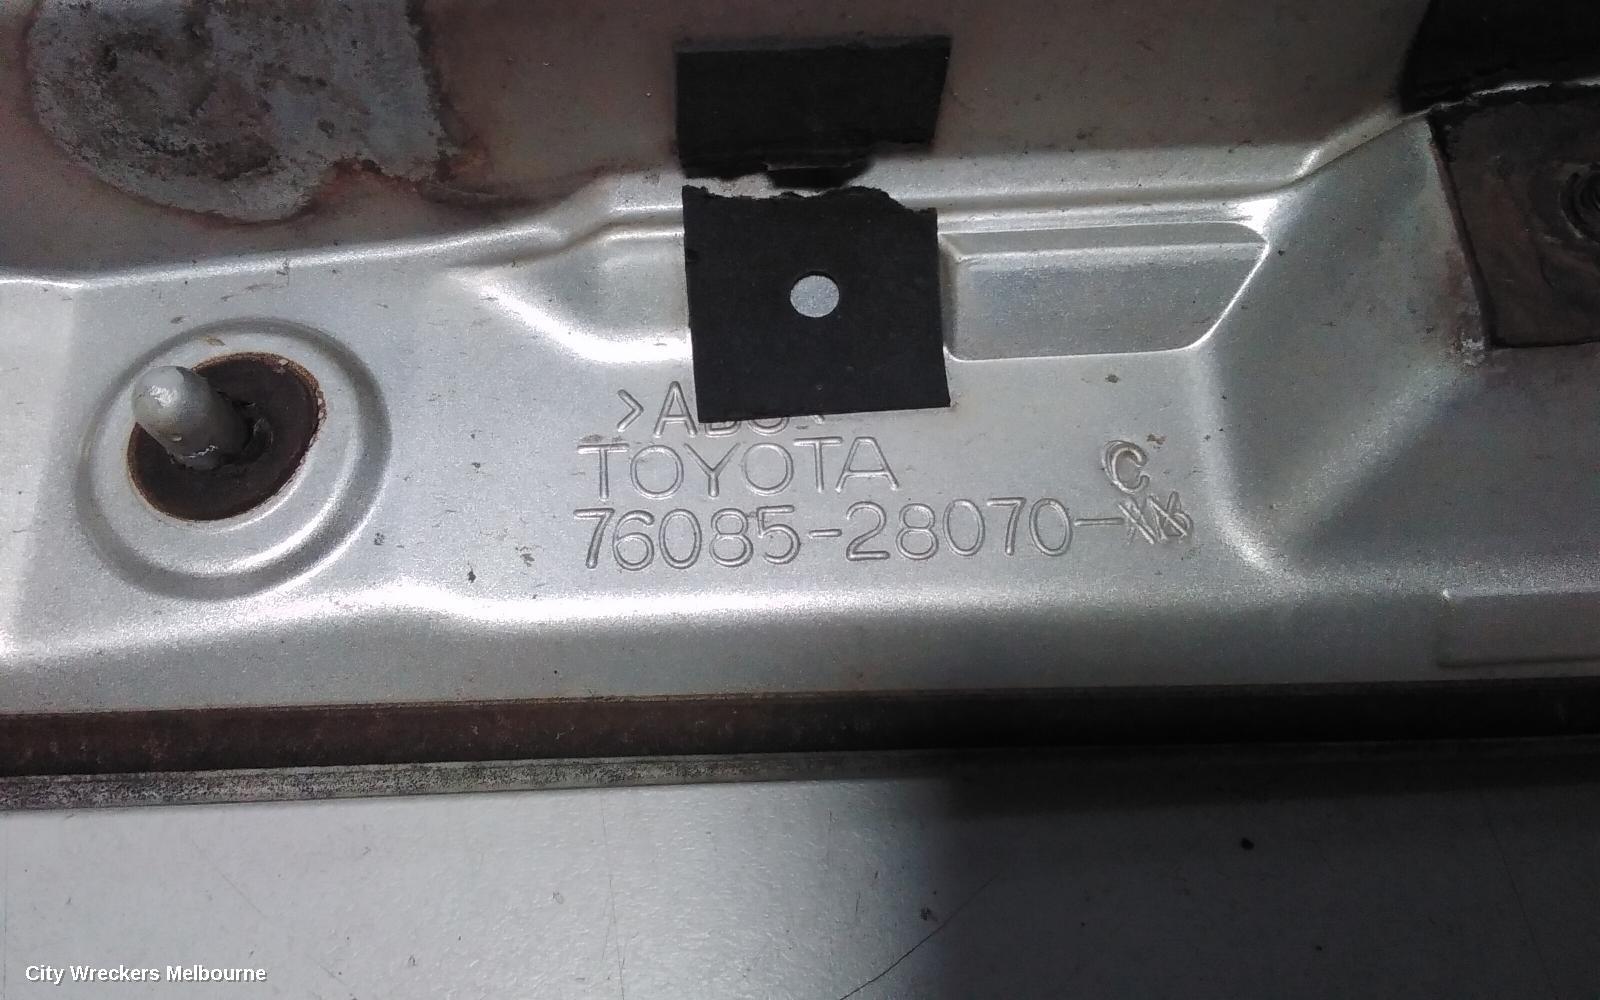 TOYOTA
C
76085-28070-
City Wreckers Melbourne